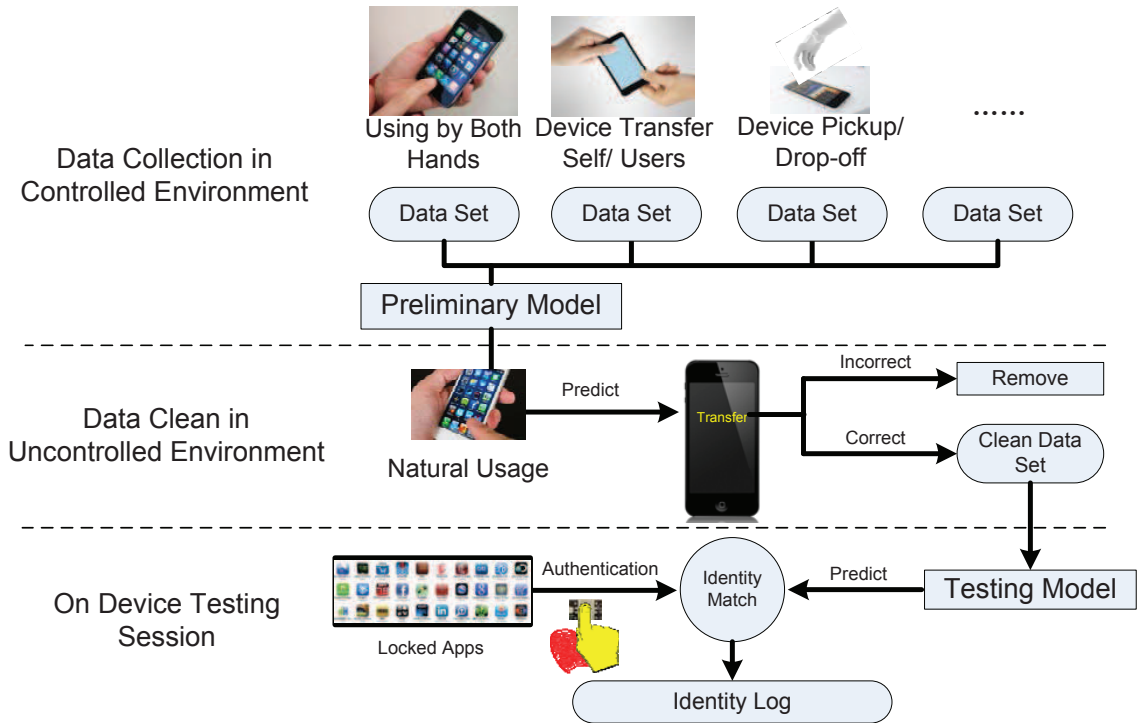 Using by Both
Hands
Device Transfer
Self/ Users
Device Pickup/
Drop-off
......
Data Collection in
Controlled Environment
Data Set
Data Set
Data Set
Data Set
Preliminary Model
Data Clean in
Uncontrolled Environment
Natural Usage
Predict
Transfer
Incorrect
Remove
Correct
Clean Data
Set
On Device Testing
Session
Locked Apps
Authentication
Identity
Match
Predict
Testing Model
Identity Log